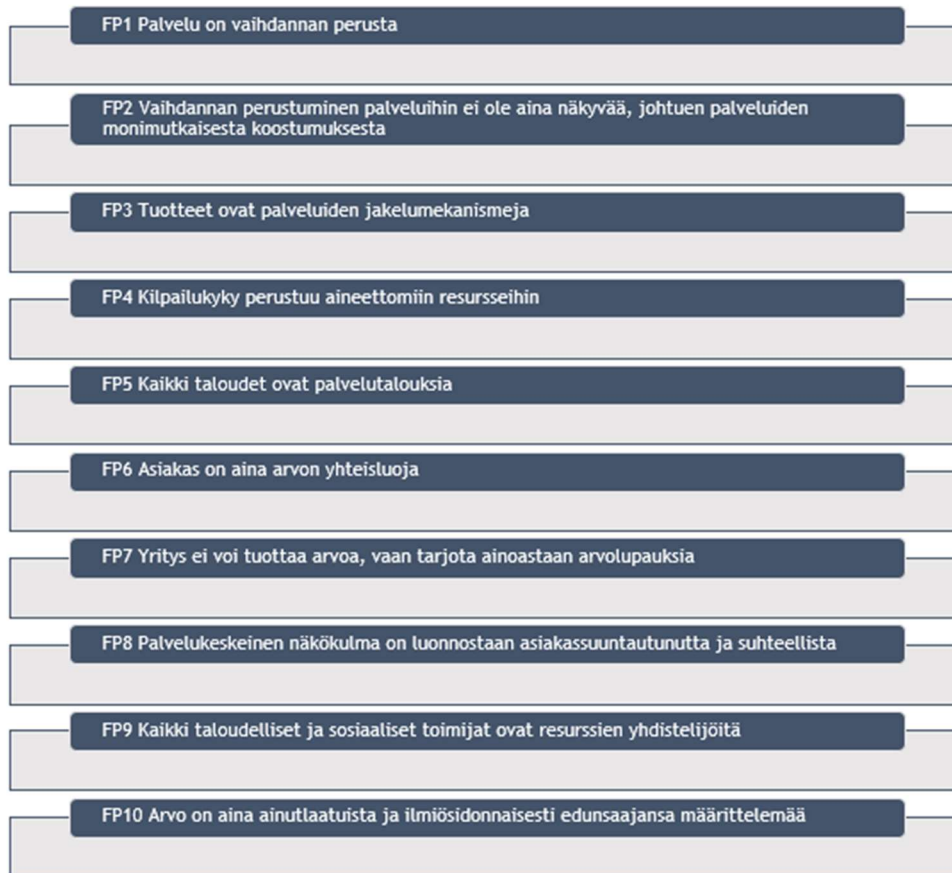 FP1 Palvelu on vaihdannan perusta
FP2 Vaihdannan perustuminen palveluihin ei ole aina näkyvää, johtuen palveluiden
monimutkaisesta koostumuksesta
FP3 Tuotteet ovat palveluiden jakelumekanismeja
FP4 Kilpailukyky perustuu aineettomiin resursseihin
FP5 Kaikki taloudet ovat palvelutalouksia
FP6 Asiakas on aina arvon yhteisluoja
FP7 Yritys ei voi tuottaa arvoa, vaan tarjota ainoastaan arvolupauksia
FP8 Palvelukeskeinen näkökulma on luonnostaan asiakassuuntautunutta ja suhteellista
FP9 Kaikki taloudelliset ja sosiaaliset toimijat ovat resurssien yhdistelijöitä
FP10 Arvo on aina ainutlaatuista ja ilmiösidonnaisesti edunsaajansa määrittelemää